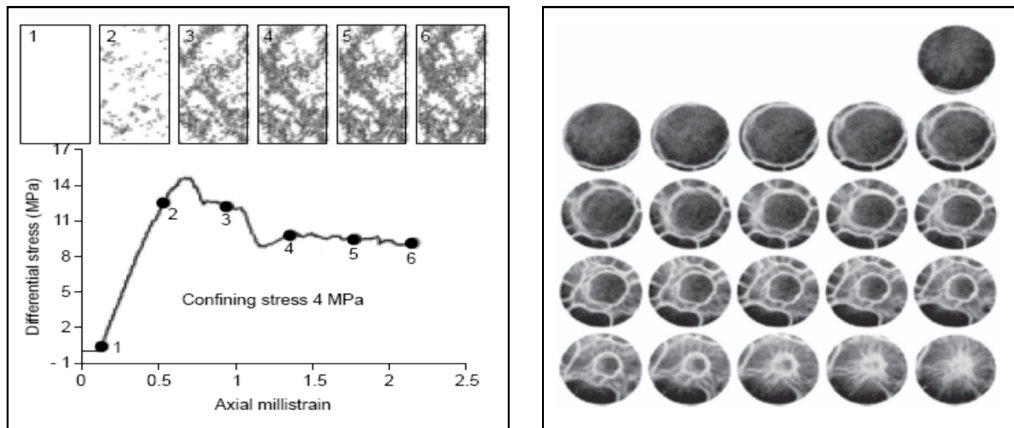 1 2 3 4 5 6
17
14
11
8
5
2
- 1
Differential stress (MPa)
1
2
3
4
5
6
Confining stress 4 MPa
0 0.5 1 1.5 2 2.5
Axial millistrain